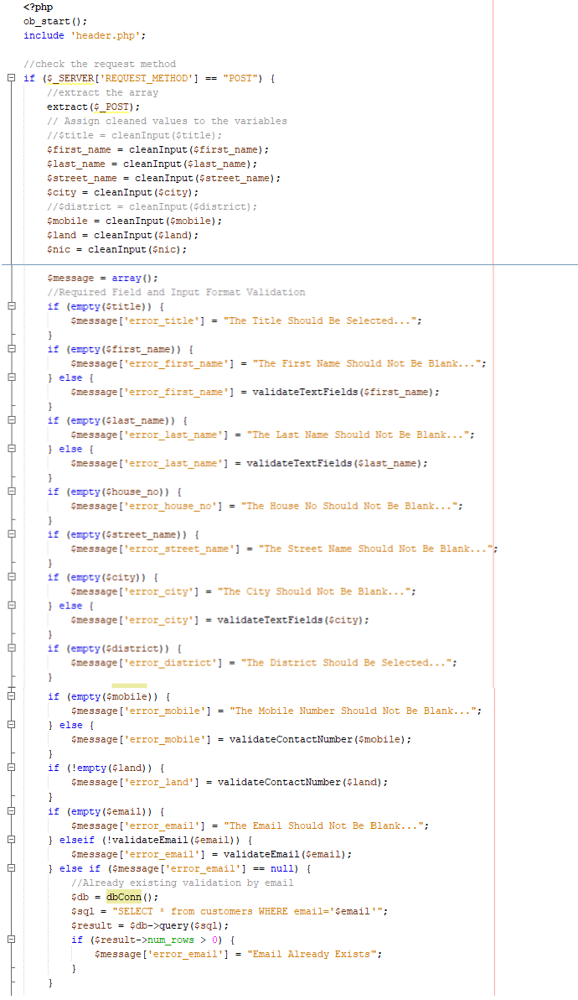 <?php
ob_start();
include 'header.php';
//check the request method
if ($_SERVER['REQUEST_METHOD'] == "POST") {
//extract the array
extract($_POST);
// Assign cleaned values to the variables
//$title = cleanInput($title);
$first_name = cleanInput($first_name);
$last_name = cleanInput($last_name);
$street_name = cleanInput($street_name);
$city = cleanInput($city);
//$district = cleanInput($district);
$mobile = cleanInput($mobile);
$land = cleanInput($land);
$nic = cleanInput($nic);
$message = array();
//Required Field and Input Format Validation
if (empty($title)) {
$message['error_title'] = "The Title Should Be Selected...";
}
if (empty($first_name)) {
$message['error_first_name'] = "The First Name Should Not Be Blank...";
} else {
$message['error_first_name'] = validateTextFields($first_name);
}
if (empty($last_name)) {
$message['error_last_name'] = "The Last Name Should Not Be Blank...";
} else {
$message['error_last_name'] = validateTextFields($last_name);
}
if (empty($house_no)) {
$message['error_house_no'] = "The House No Should Not Be Blank...";
}
if (empty($street_name)) {
$message['error_street_name'] = "The Street Name Should Not Be Blank...";
}
if (empty($city)) {
$message['error_city'] = "The City Should Not Be Blank...";
} else {
$message['error_city'] = validateTextFields($city);
}
if (empty($district)) {
$message['error_district'] = "The District Should Be Selected...";
}
if (empty($mobile)) {
$message['error_mobile'] = "The Mobile Number Should Not Be Blank...";
} else {
$message['error_mobile'] = validateContactNumber($mobile);
}
if (!empty($land)) {
$message['error_land'] = validateContactNumber($land);
}
if (empty($email)) {
$message['error_email'] = "The Email Should Not Be Blank...";
} elseif (!validateEmail($email)) {
$message['error_email'] = validateEmail($email);
} else if ($message['error_email'] == null) {
//Already existing validation by email
$db = dbConn();
$sql = "SELECT * from customers WHERE email='$email'";
$result = $db->query($sql);
if ($result->num_rows > 0) {
$message['error_email'] = "Email Already Exists";
}
}